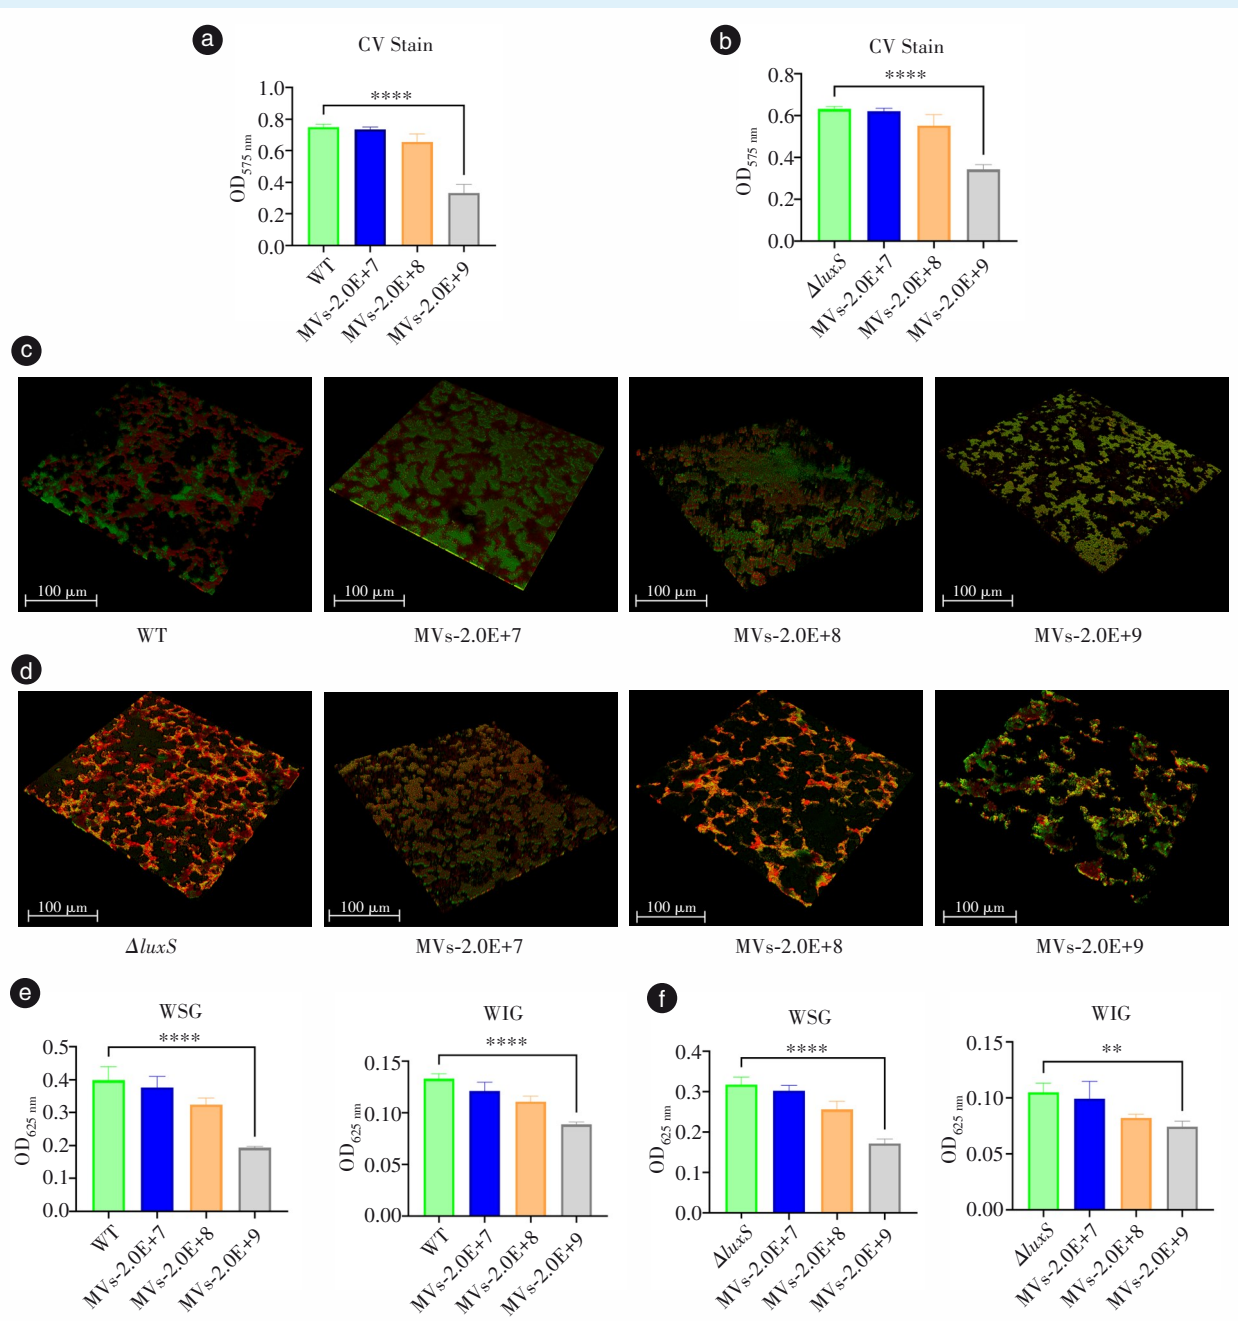 a
CV Stain
****
1.0
0.8
0.6
0.4
0.2
0.0
OD575 nm
WT
MVs-2.0E+7
MVs-2.0E+8
MVs-2.0E+9
b
CV Stain
****
0.8
0.6
0.4
0.2
0.0
OD575 nm
ΔluxS
MVs-2.0E+7
MVs-2.0E+8
MVs-2.0E+9
c
100 μm
100 μm
100 μm
100 μm
WT
MVs-2.0E+7
MVs-2.0E+8
MVs-2.0E+9
d
100 μm
100 μm
100 μm
100 μm
ΔluxS
MVs-2.0E+7
MVs-2.0E+8
MVs-2.0E+9
e
WSG
****
0.5
0.4
0.3
0.2
0.1
0.0
OD625 nm
WT
MVs-2.0E+7
MVs-2.0E+8
MVs-2.0E+9
WIG
****
0.15
0.10
0.05
0.00
OD625 nm
WT
MVs-2.0E+7
MVs-2.0E+8
MVs-2.0E+9
f
WSG
****
0.4
0.3
0.2
0.1
0.0
OD625 nm
ΔluxS
MVs-2.0E+7
MVs-2.0E+8
MVs-2.0E+9
WIG
**
0.15
0.10
0.05
0.00
OD625 nm
ΔluxS
MVs-2.0E+7
MVs-2.0E+8
MVs-2.0E+9